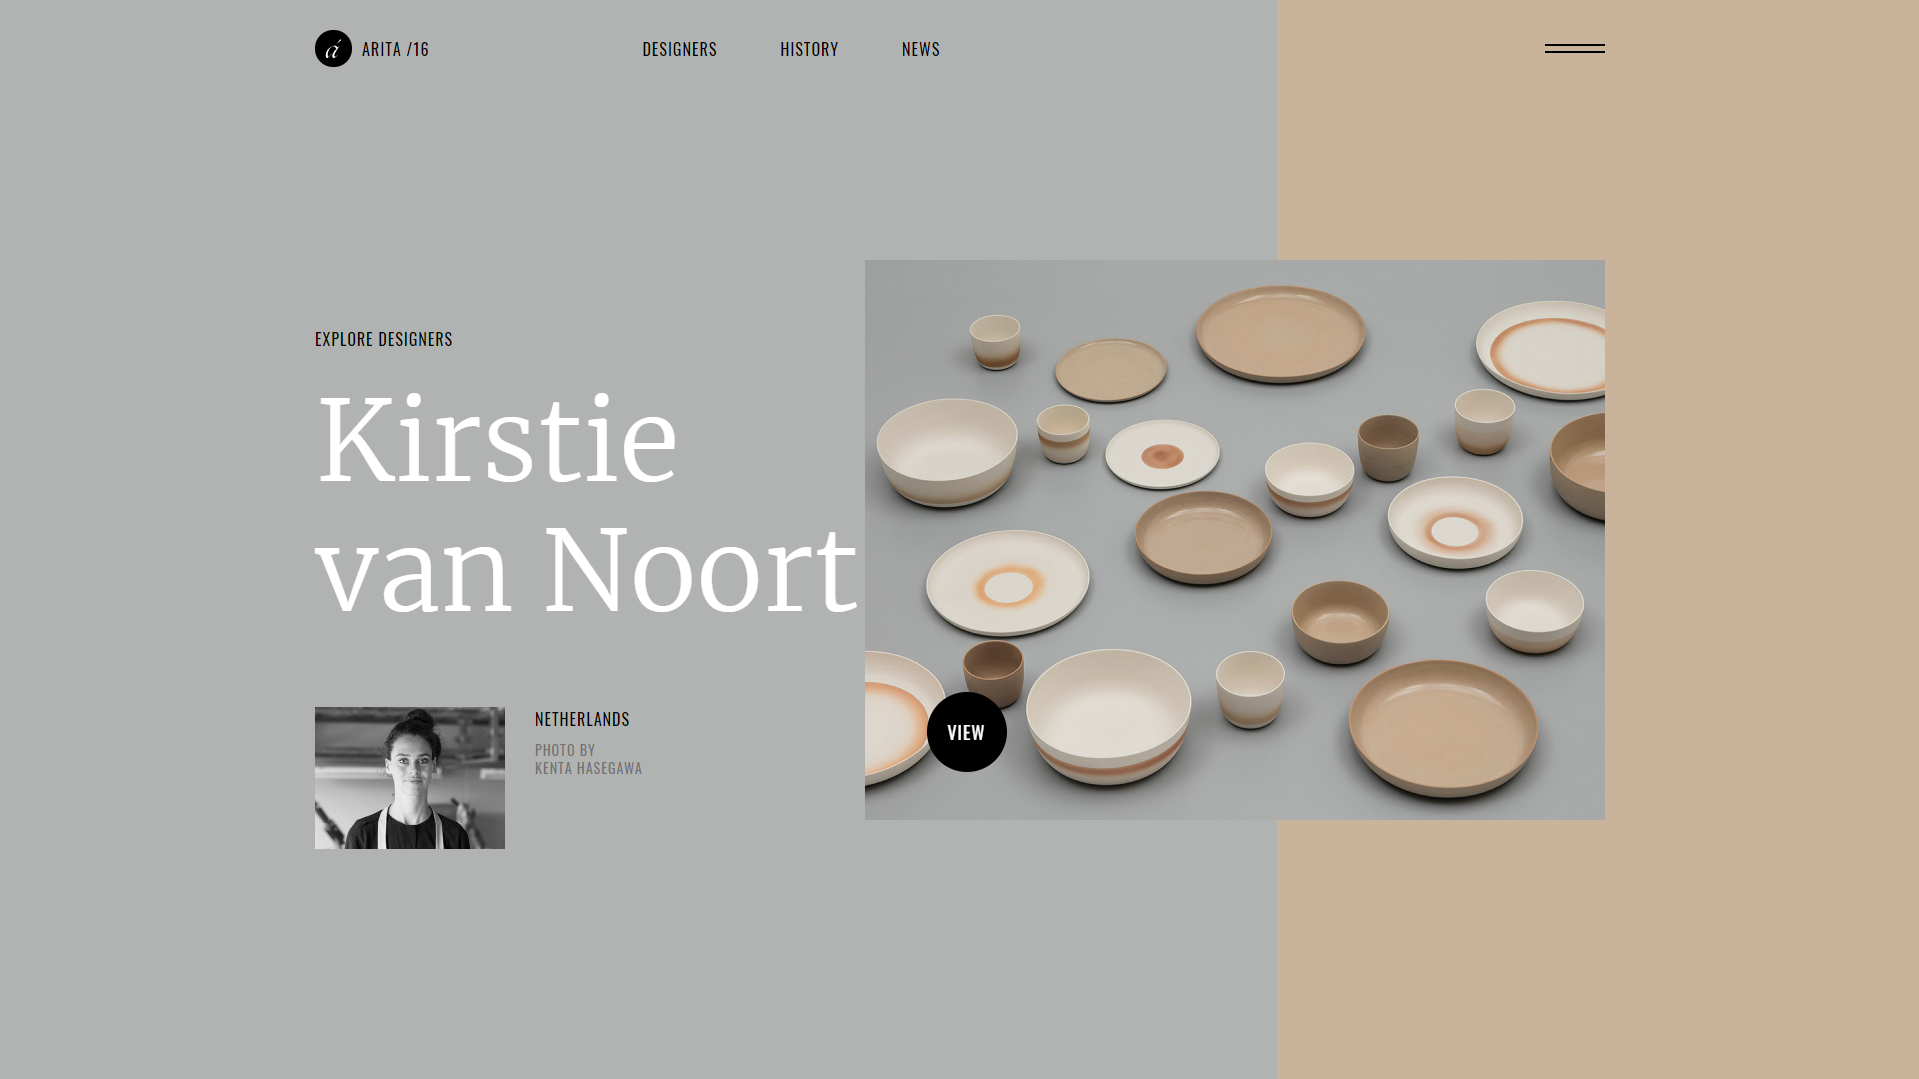 á ARITA /16
DESIGNERS
HISTORY
NEWS
EXPLORE DESIGNERS
Kirstie
van Noort
NETHERLANDS
PHOTO BY
KENTA HASEGAWA
VIEW